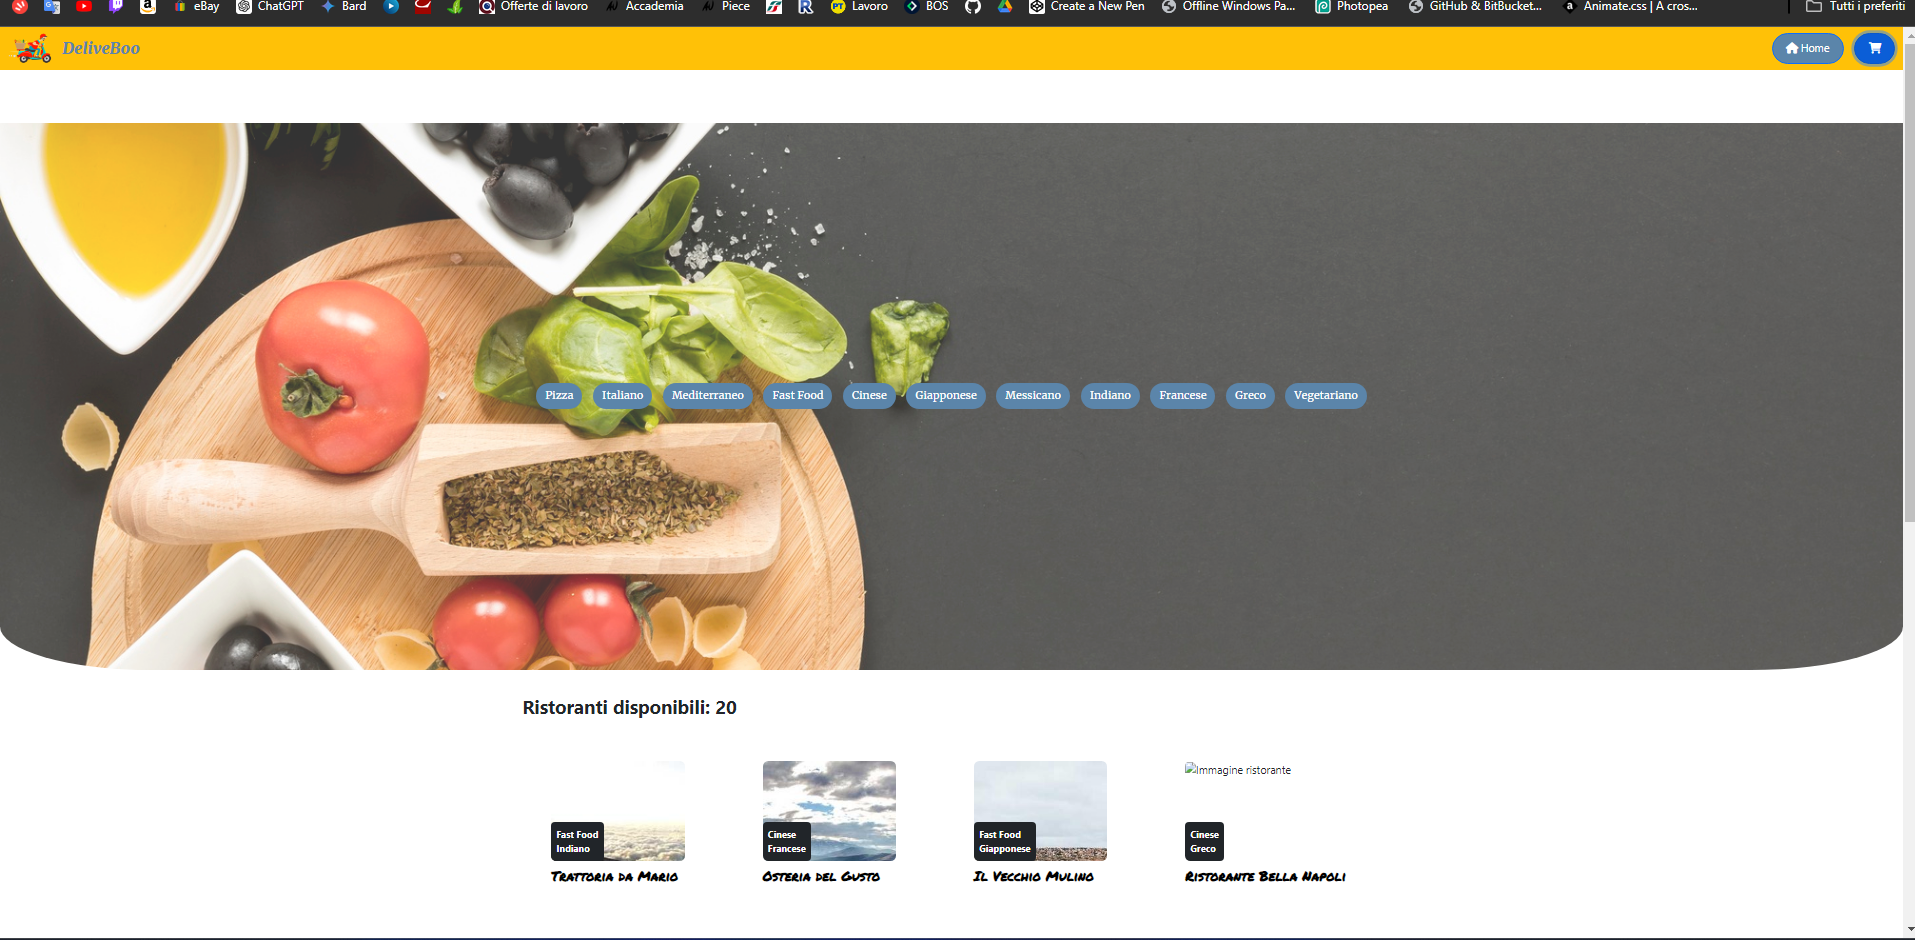 eBay ChatGPT Bard Offerte di lavoro Accademia Piece Lavoro BOS Create a New Pen Offline Windows Pa... Photopea GitHub & BitBucket... Animate.css | A cros... Tutti i preferiti
DeliveBoo
Home
Pizza Italiano Mediterraneo Fast Food Cinese Giapponese Messicano Indiano Francese Greco Vegetariano
Ristoranti disponibili: 20
Immagine ristorante
Fast Food
Indiano
Trattoria da Mario
Cinese
Francese
Osteria del Gusto
Fast Food
Giapponese
Il Vecchio Mulino
Cinese
Greco
Ristorante Bella Napoli